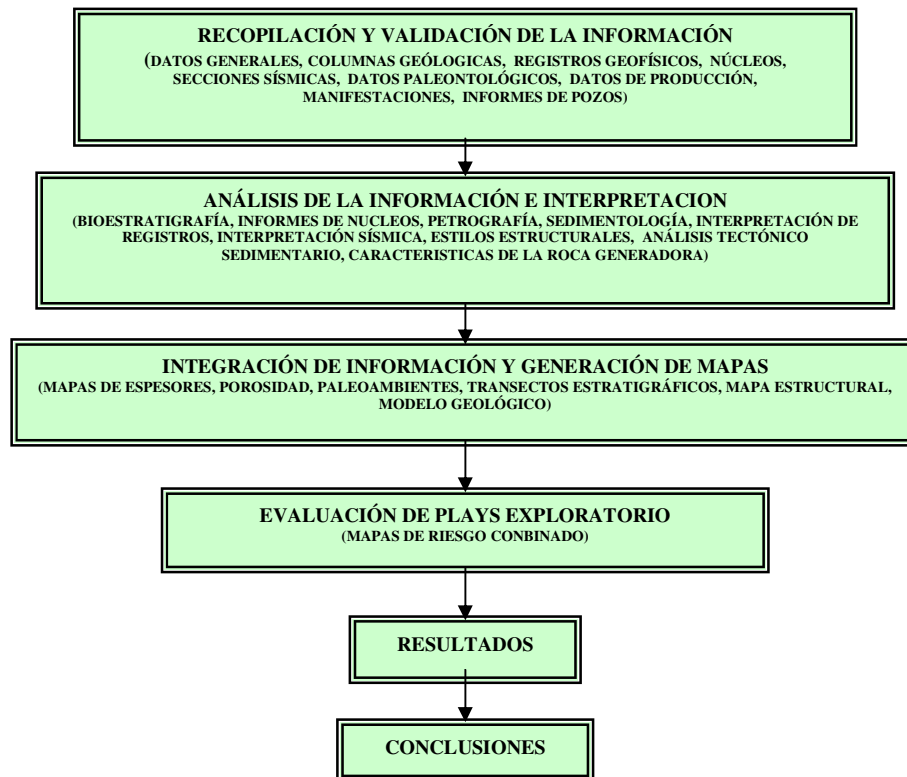 RECOPILACIÓN Y VALIDACIÓN DE LA INFORMACIÓN
(DATOS GENERALES, COLUMNAS GEÓLOGICAS, REGISTROS GEOFÍSICOS, NÚCLEOS,
SECCIONES SÍSMICAS, DATOS PALEONTOLÓGICOS, DATOS DE PRODUCCIÓN,
MANIFESTACIONES, INFORMES DE POZOS)
ANÁLISIS DE LA INFORMACIÓN E INTERPRETACION
(BIOESTRATIGRAFÍA, INFORMES DE NUCLEOS, PETROGRAFÍA, SEDIMENTOLOGÍA, INTERPRETACIÓN DE
REGISTROS, INTERPRETACIÓN SÍSMICA, ESTILOS ESTRUCTURALES, ANÁLISIS TECTÓNICO
SEDIMENTARIO, CARACTERISTICAS DE LA ROCA GENERADORA)
INTEGRACIÓN DE INFORMACIÓN Y GENERACIÓN DE MAPAS
(MAPAS DE ESPESORES, POROSIDAD, PALEOAMBIENTES, TRANSECTOS ESTRATIGRÁFICOS, MAPA ESTRUCTURAL,
MODELO GEOLÓGICO)
EVALUACIÓN DE PLAYS EXPLORATORIO
(MAPAS DE RIESGO CONBINADO)
RESULTADOS
CONCLUSIONES